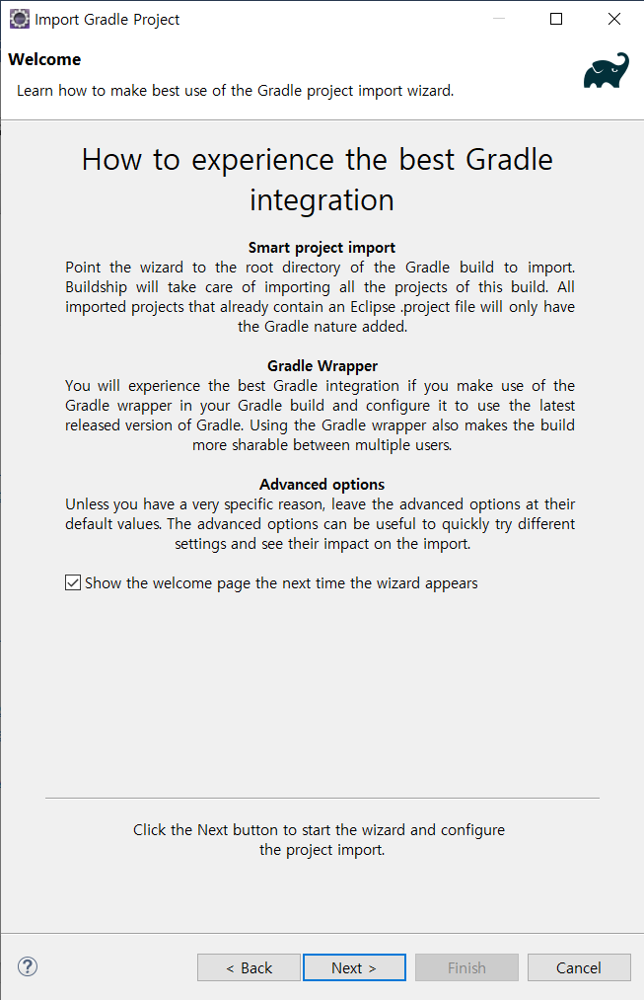 Import Gradle Project
Welcome
Learn how to make best use of the Gradle project import wizard.
How to experience the best Gradle
integration
Smart project import
Point the wizard to the root directory of the Gradle build to import.
Buildship will take care of importing all the projects of this build. All
imported projects that already contain an Eclipse .project file will only have
the Gradle nature added.
Gradle Wrapper
You will experience the best Gradle integration if you make use of the
Gradle wrapper in your Gradle build and configure it to use the latest
released version of Gradle. Using the Gradle wrapper also makes the build
more sharable between multiple users.
Advanced options
Unless you have a very specific reason, leave the advanced options at their
default values. The advanced options can be useful to quickly try different
settings and see their impact on the import.
Show the welcome page the next time the wizard appears
Click the Next button to start the wizard and configure
the project import.
? < Back Next > Finish Cancel